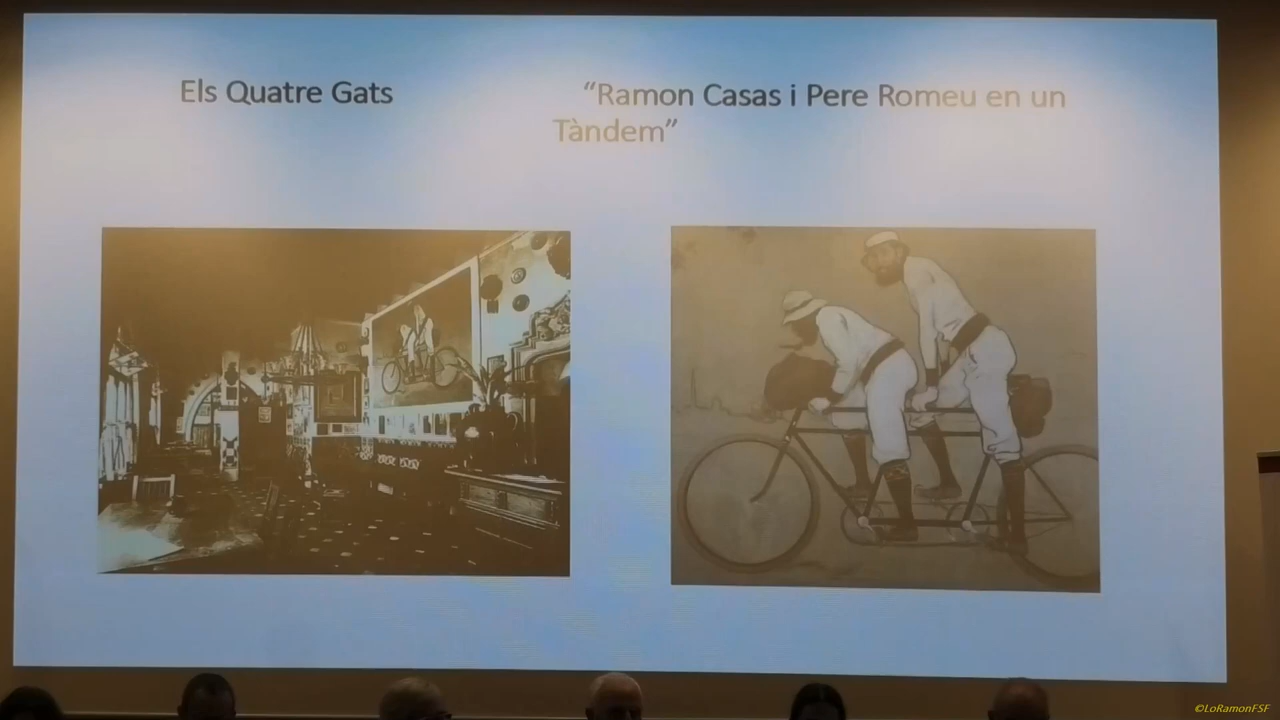 Els Quatre Gats
“Ramon Casas i Pere Romeu en un
Tàndem”
©LoRamonFSF